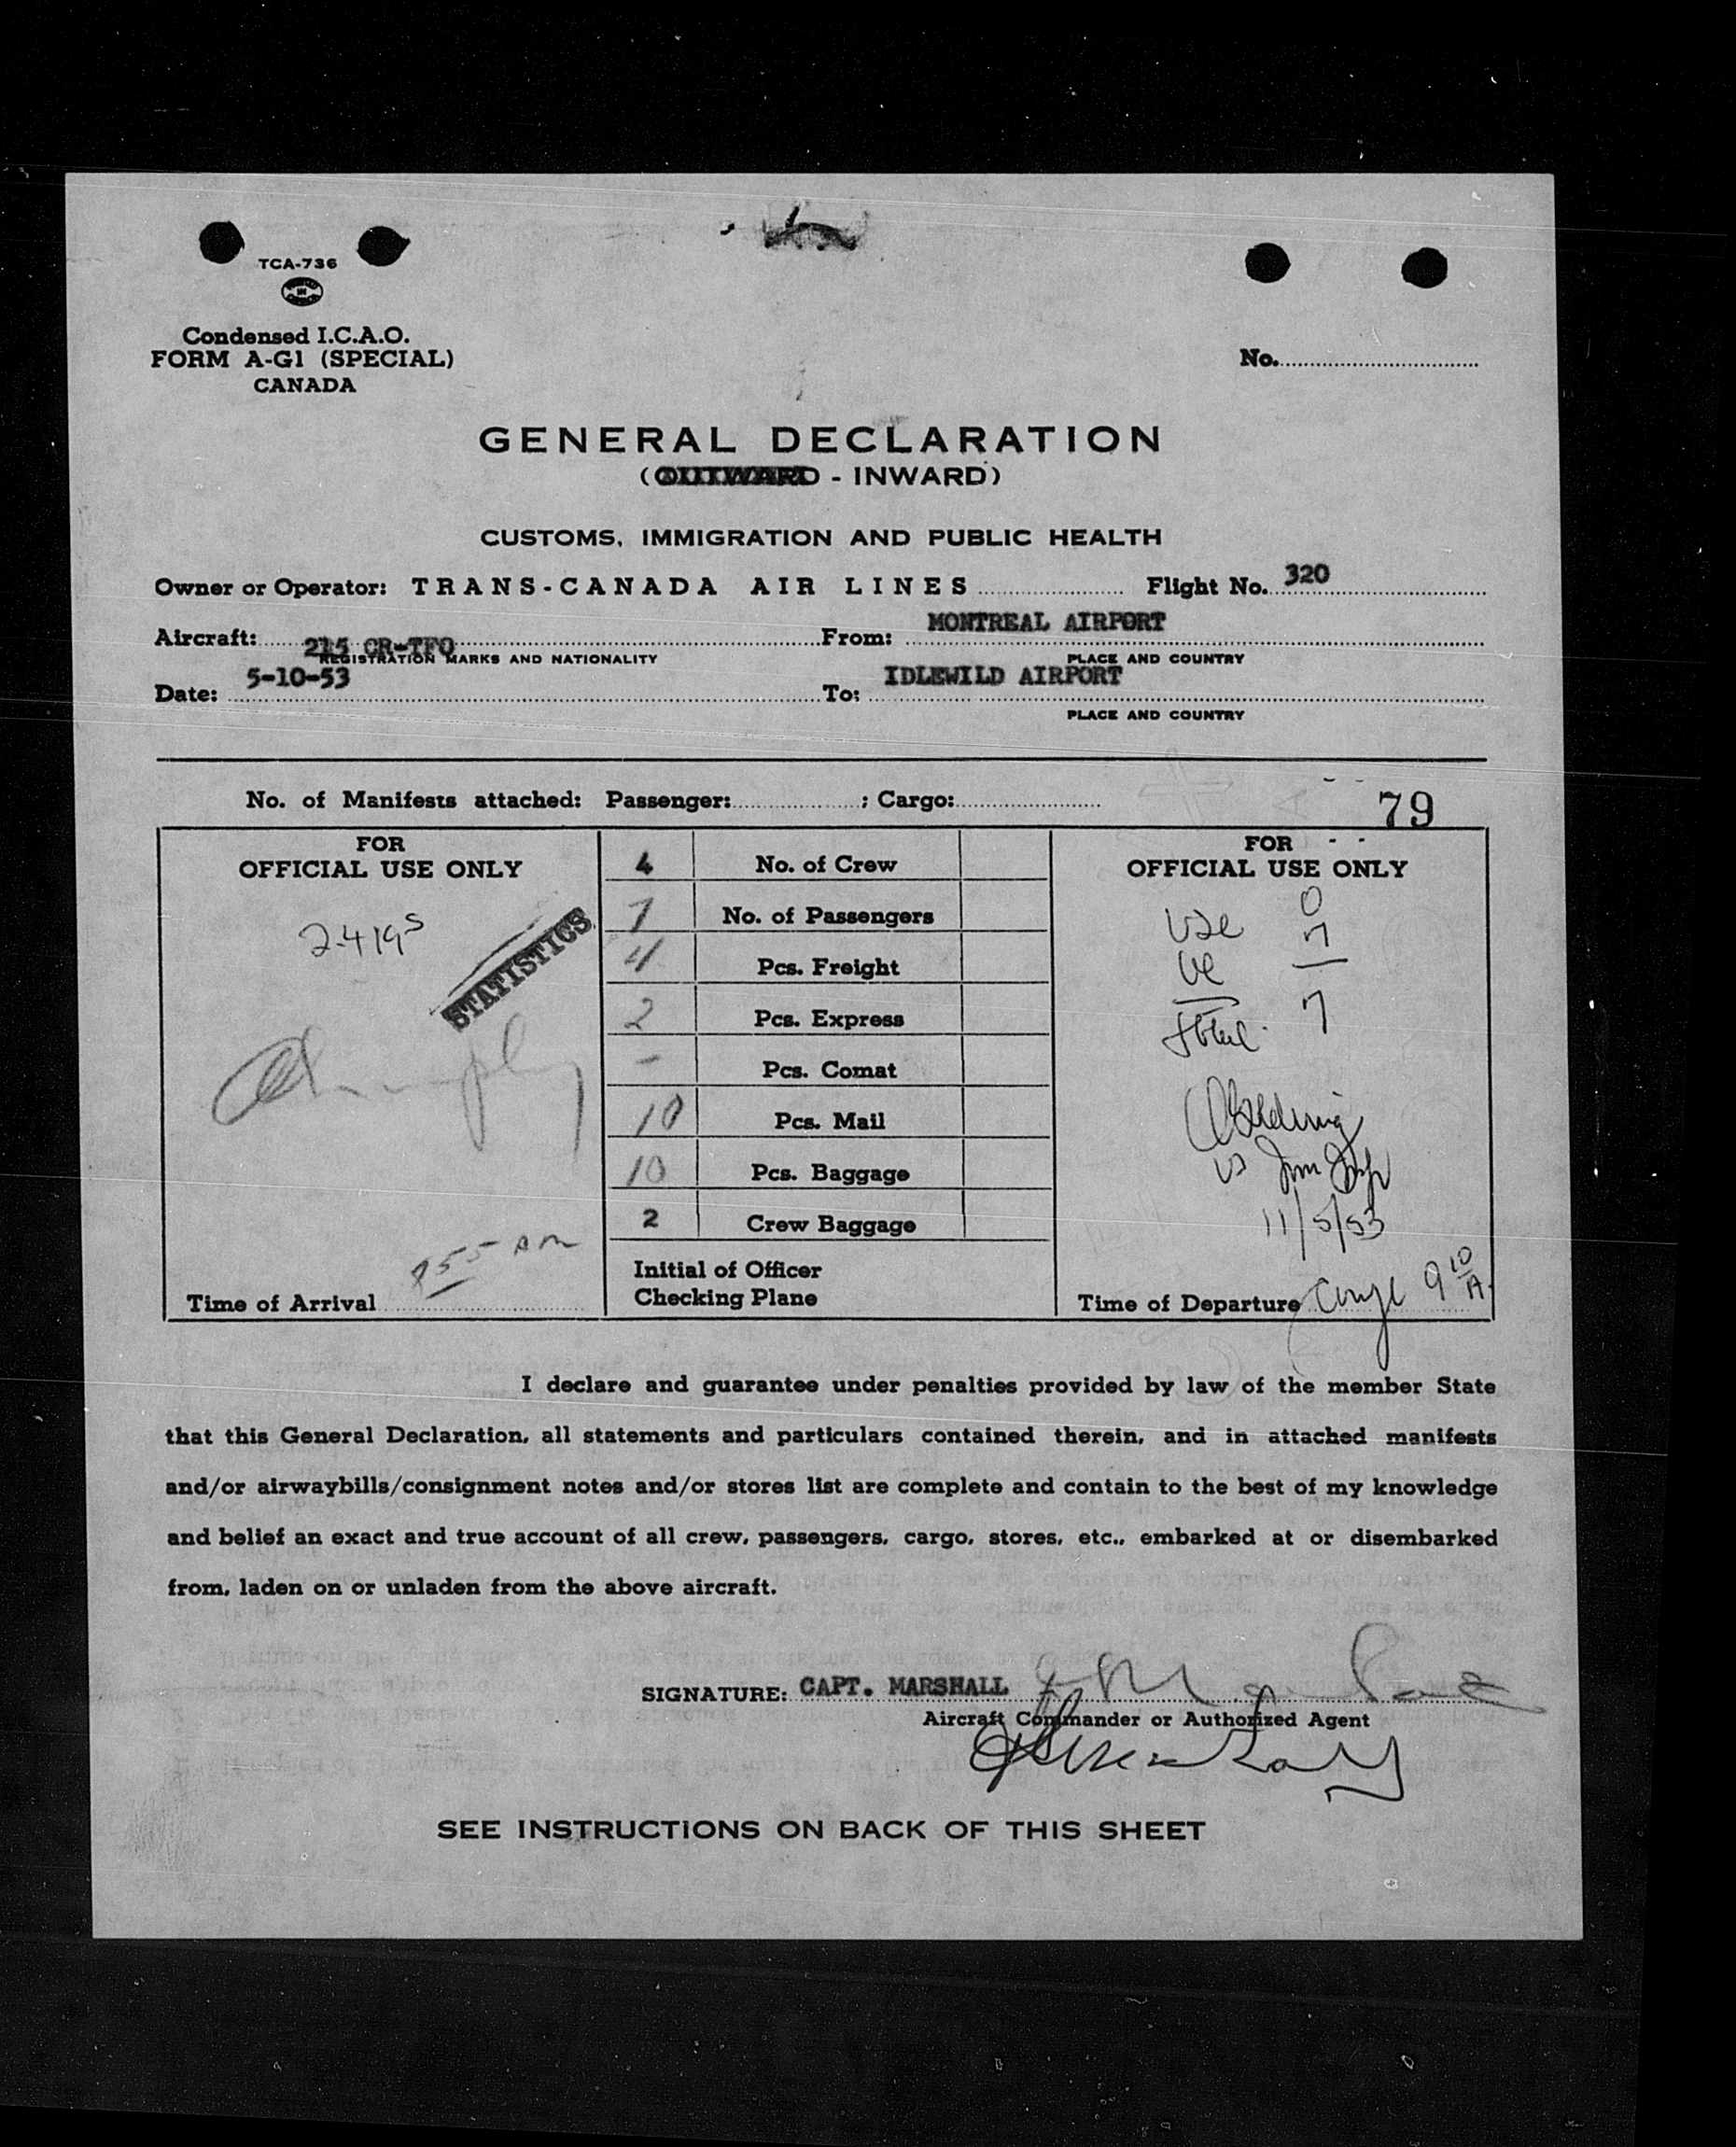 TCA-736
Condensed I.C.A.O.
FORM A-G1 (SPECIAL)
CANADA
No.
GENERAL DECLARATION
(OUTWARD - INWARD)
CUSTOMS, IMMIGRATION AND PUBLIC HEALTH
Owner or Operator: TRANS-CANADA AIR LINES Flight No. 320
Aircraft: 215 CR-TFO From: MONTREAL AIRPORT
REGISTRATION MARKS AND NATIONALITY PLACE AND COUNTRY
Date: 5-10-53 To: IDLEWILD AIRPORT
PLACE AND COUNTRY
No. of Manifests attached: Passenger: ; Cargo:
79
FOR
OFFICIAL USE ONLY
STATISTICS
955 AM
Time of Arrival
4 No. of Crew
7 No. of Passengers
4 Pcs. Freight
2 Pcs. Express
- Pcs. Comat
10 Pcs. Mail
10 Pcs. Baggage
2 Crew Baggage
Initial of Officer
Checking Plane
FOR
OFFICIAL USE ONLY
0
7
Total 7
11/5/53
Time of Departure 9 10 A.
I declare and guarantee under penalties provided by law of the member State
that this General Declaration, all statements and particulars contained therein, and in attached manifests
and/or airwaybills/consignment notes and/or stores list are complete and contain to the best of my knowledge
and belief an exact and true account of all crew, passengers, cargo, stores, etc., embarked at or disembarked
from, laden on or unladen from the above aircraft.
SIGNATURE: CAPT. MARSHALL
Aircraft Commander or Authorized Agent
SEE INSTRUCTIONS ON BACK OF THIS SHEET